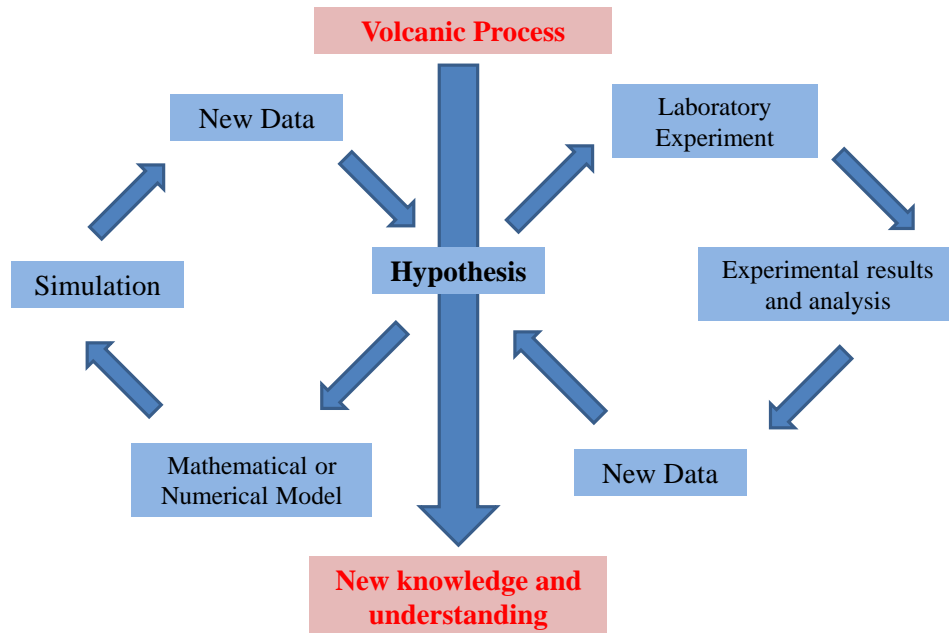 Volcanic Process
New Data
Laboratory
Experiment
Hypothesis
Simulation
Experimental results
and analysis
Mathematical or
Numerical Model
New Data
New knowledge and
understanding